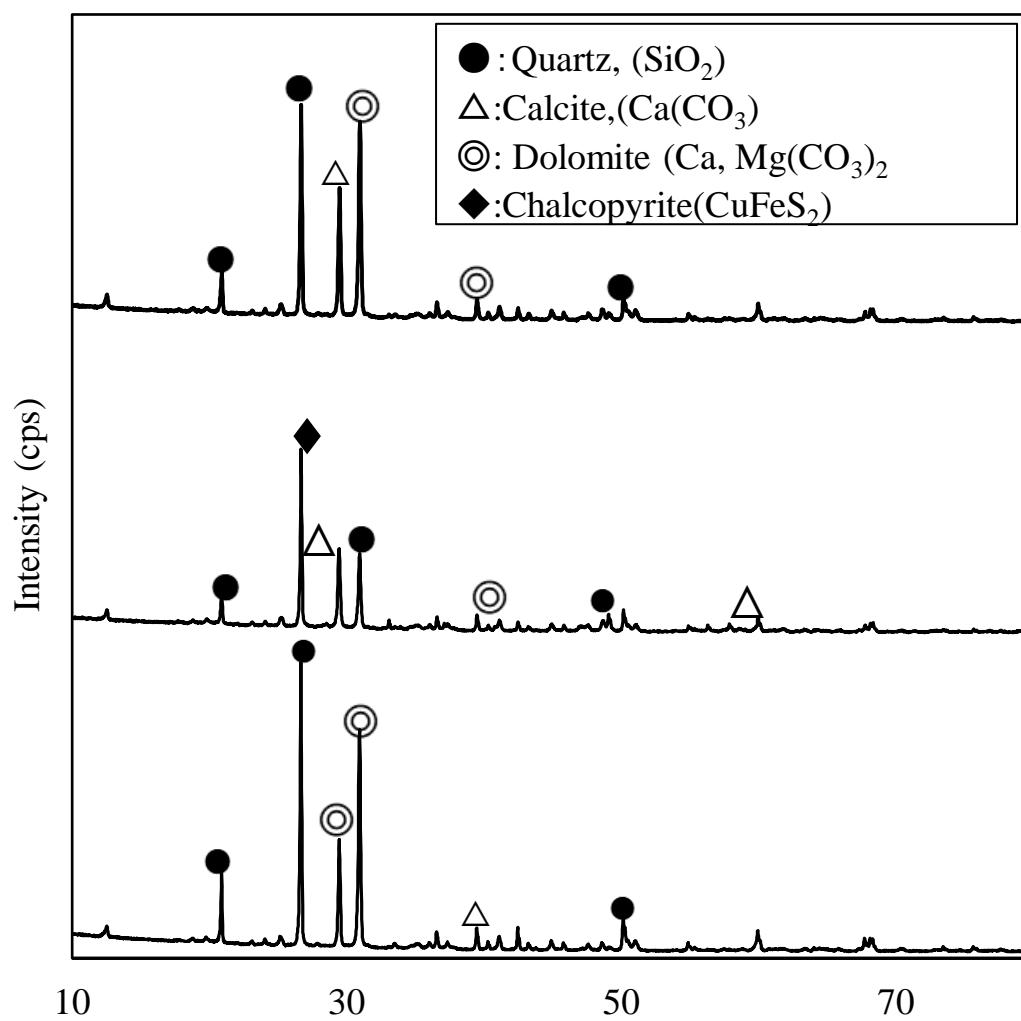 ●: Quartz, (SiO₂)
△:Calcite,(Ca(CO₃)
◎: Dolomite (Ca, Mg(CO₃)₂
◆:Chalcopyrite(CuFeS₂)
Intensity (cps)
10 30 50 70